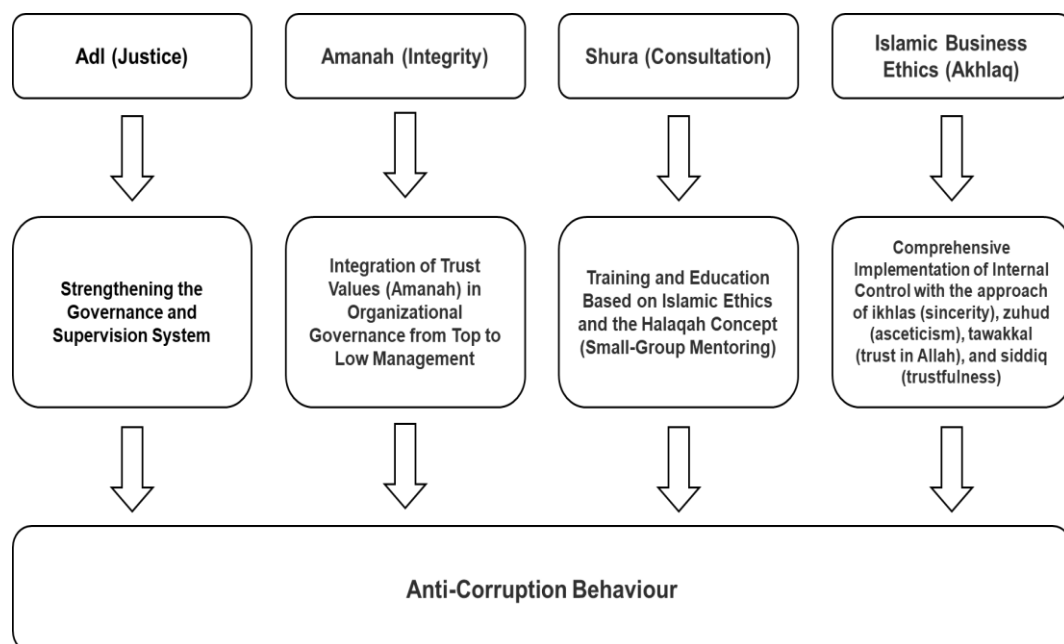 Adl (Justice)
Amanah (Integrity)
Shura (Consultation)
Islamic Business
Ethics (Akhlaq)
Strengthening the
Governance and
Supervision System
Integration of Trust
Values (Amanah) in
Organizational
Governance from Top to
Low Management
Training and Education
Based on Islamic Ethics
and the Halaqah Concept
(Small-Group Mentoring)
Comprehensive
Implementation of Internal
Control with the approach
of ikhlas (sincerity), zuhud
(asceticism), tawakkal
(trust in Allah), and siddiq
(trustfulness)
Anti-Corruption Behaviour